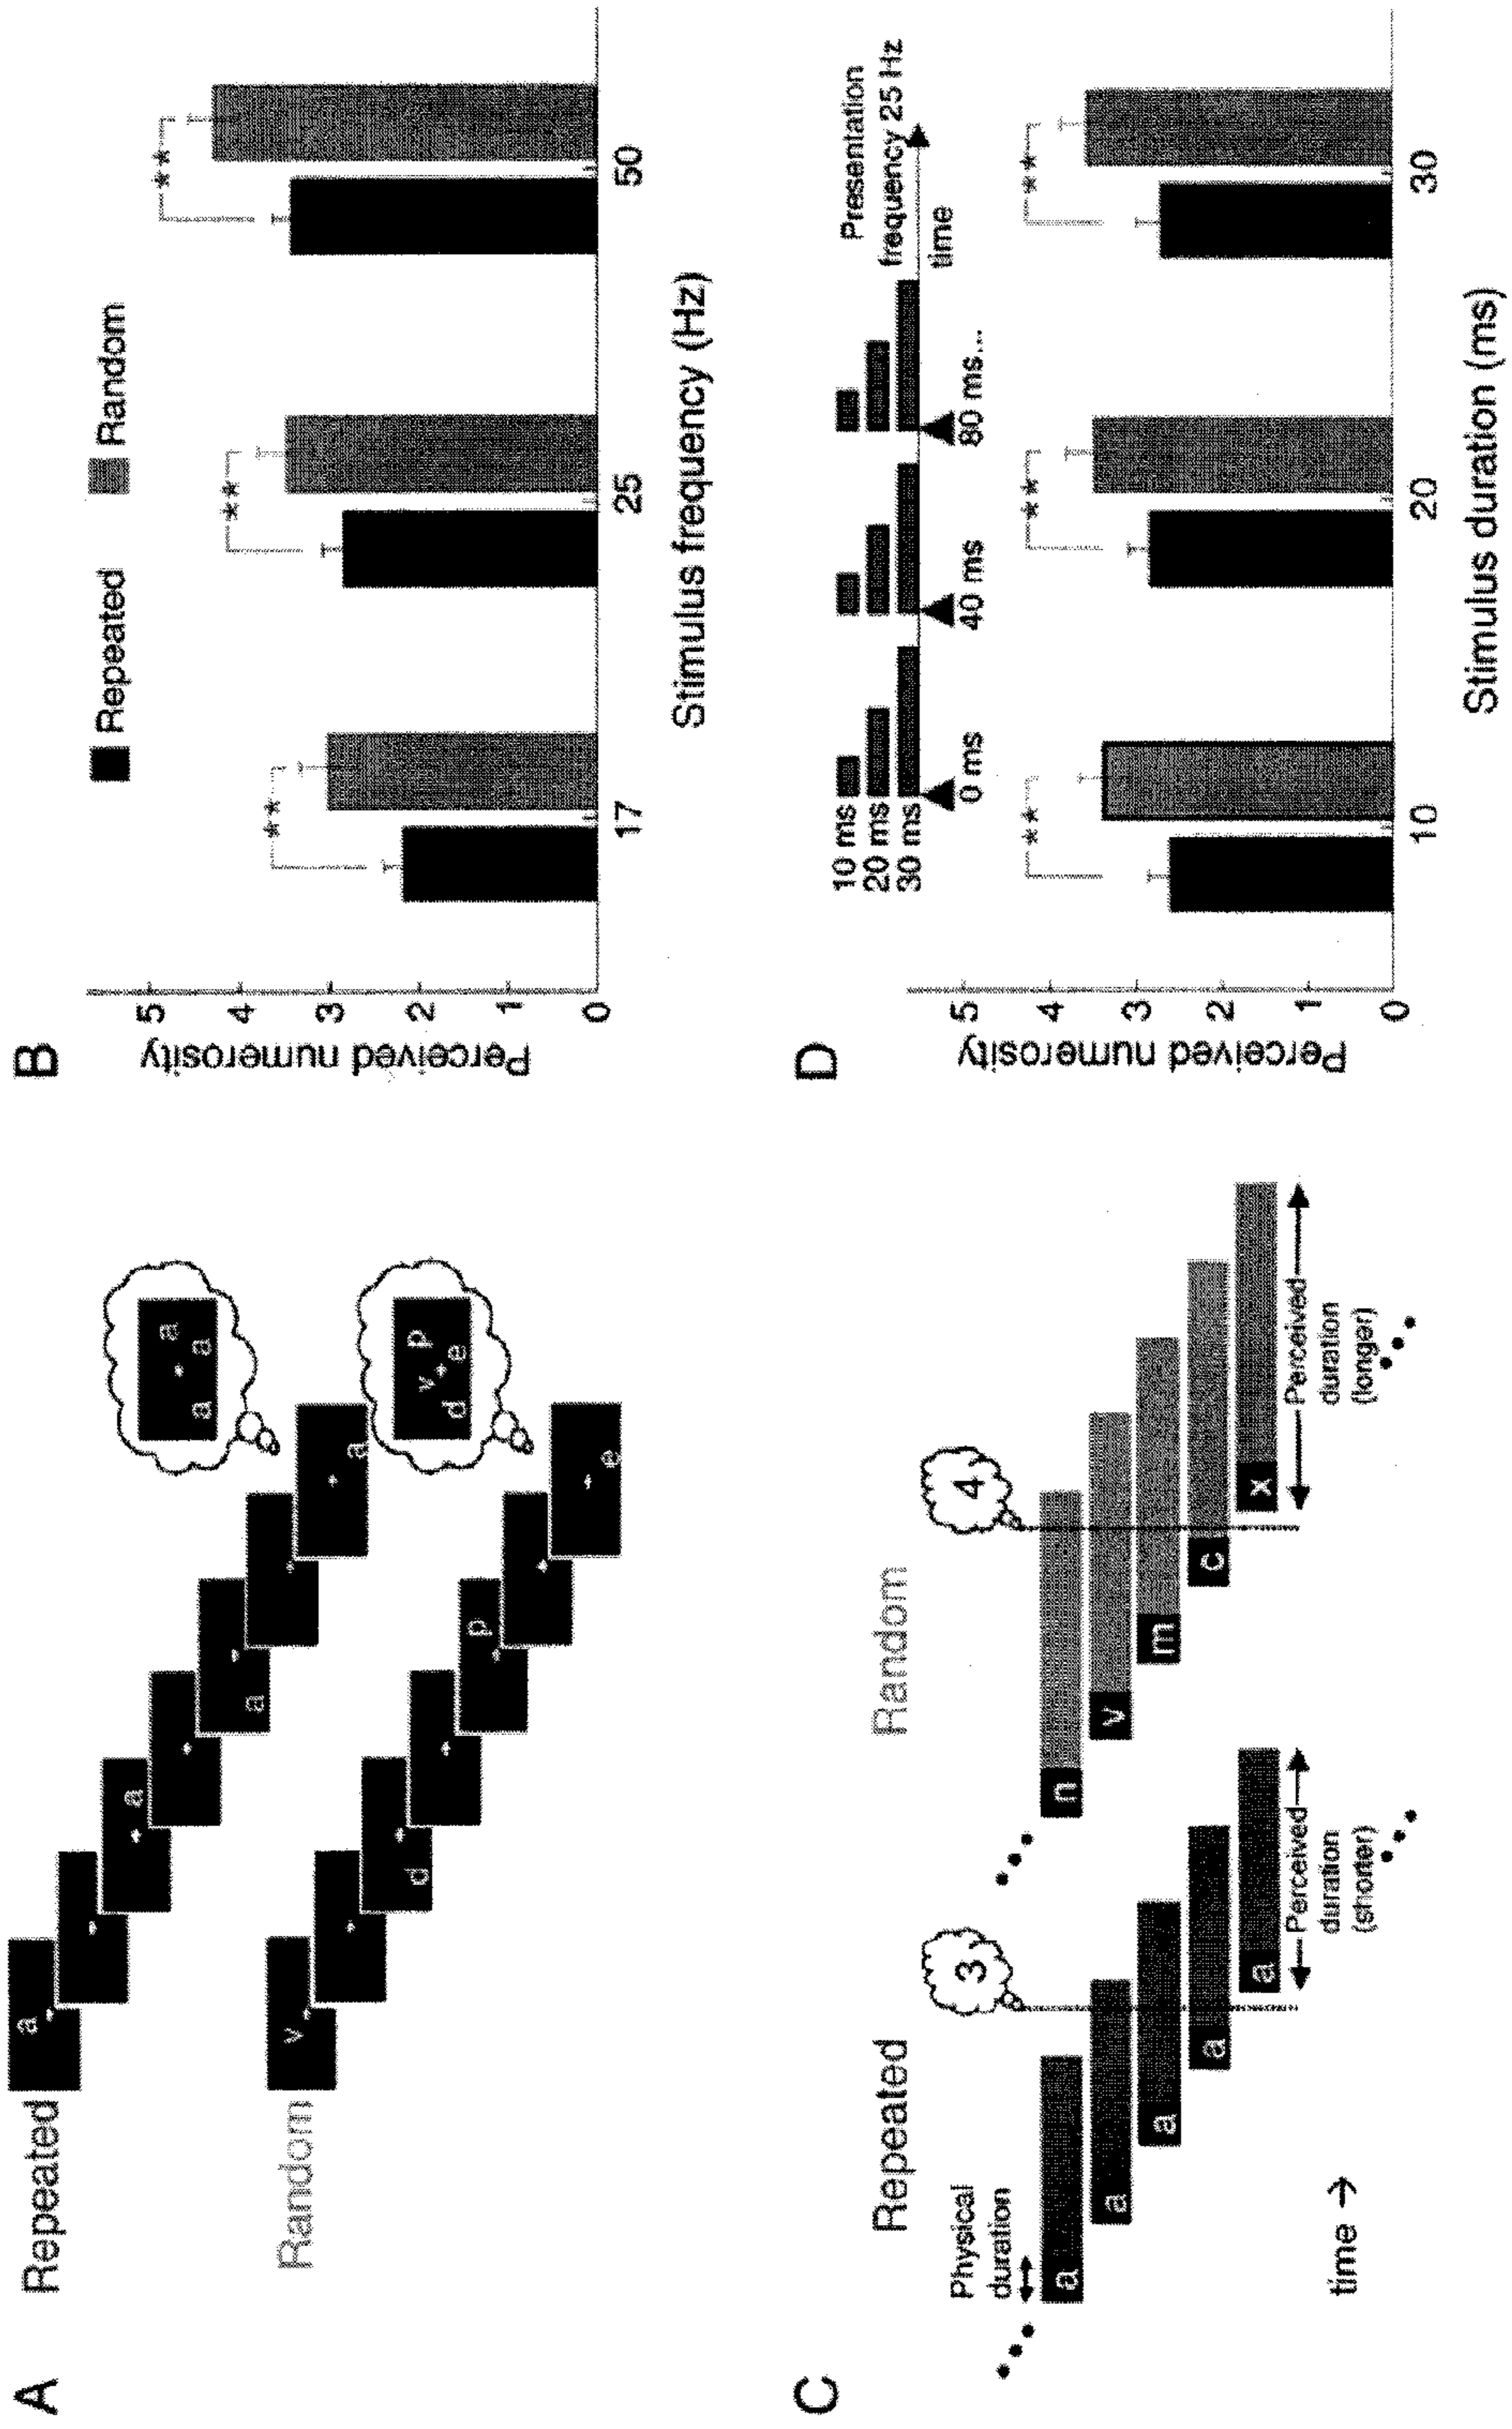 A
Repeated
a
a
a
a
a
a
a
Random
v
d
p
e
v
p
d
e
B
Repeated
Random
Perceived numerosity
5
4
3
2
1
0
**
**
**
17
25
50
Stimulus frequency (Hz)
C
Repeated
Random
Physical
duration
3
4
a
a
a
a
a
n
v
m
c
x
Perceived
duration
(shorter)
Perceived
duration
(longer)
time →
D
10 ms
20 ms
30 ms
0 ms
40 ms
80 ms...
Presentation
frequency 25 Hz
time
Perceived numerosity
5
4
3
2
1
0
**
**
**
10
20
30
Stimulus duration (ms)